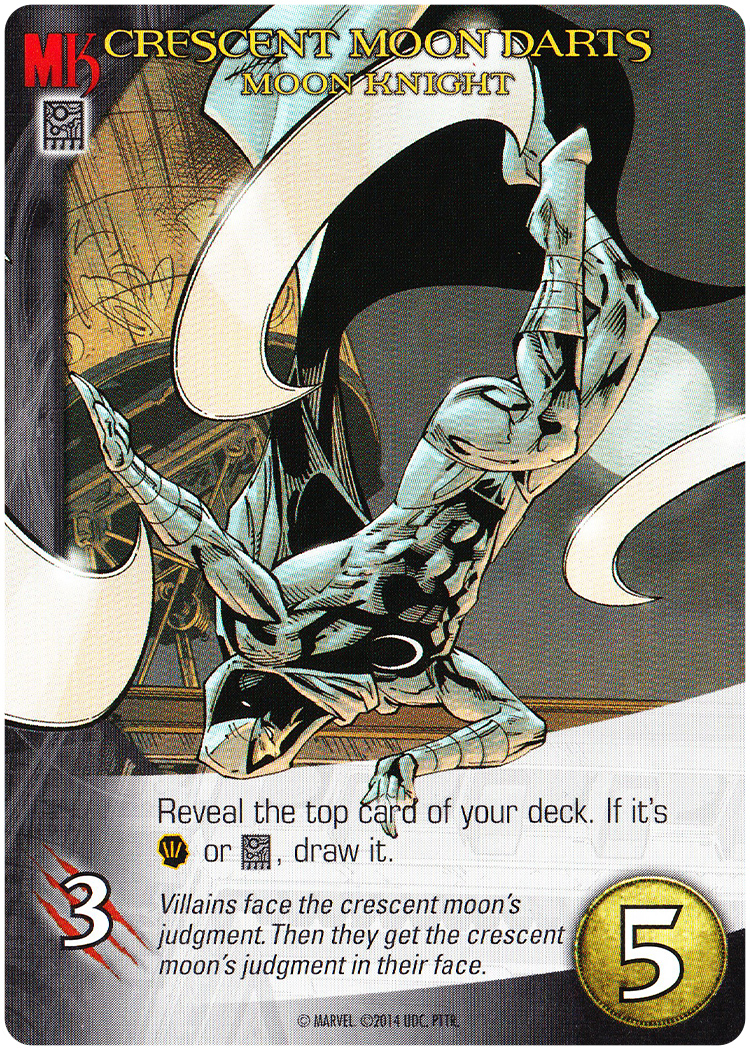 MK CRESCENT MOON DARTS
MOON KNIGHT
Reveal the top card of your deck. If it's
or , draw it.
3
Villains face the crescent moon's
judgment. Then they get the crescent
moon's judgment in their face.
5
© MARVEL ©2014 UDC. PTTR.